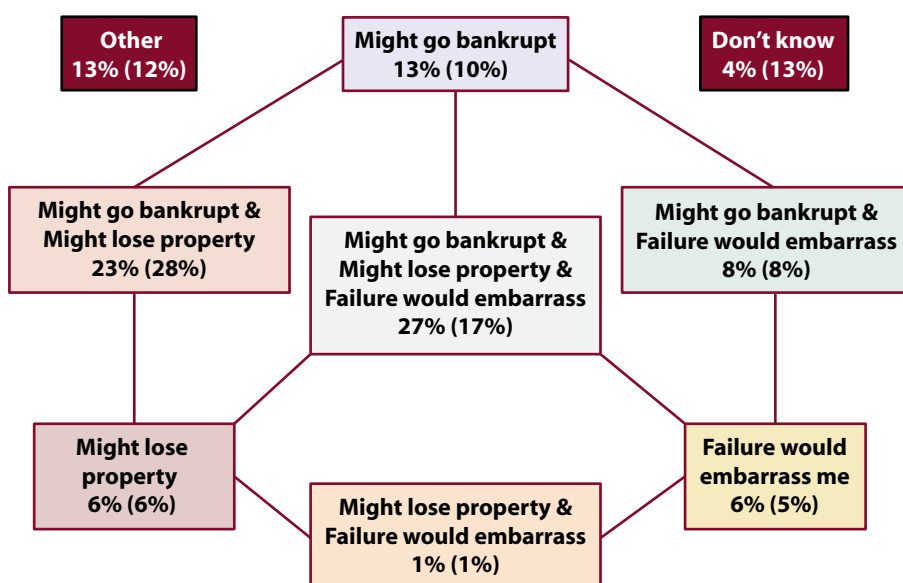 Other
13% (12%)
Might go bankrupt
13% (10%)
Don’t know
4% (13%)
Might go bankrupt &
Might lose property
23% (28%)
Might go bankrupt &
Might lose property &
Failure would embarrass
27% (17%)
Might go bankrupt &
Failure would embarrass
8% (8%)
Might lose
property
6% (6%)
Might lose property &
Failure would embarrass
1% (1%)
Failure would
embarrass me
6% (5%)